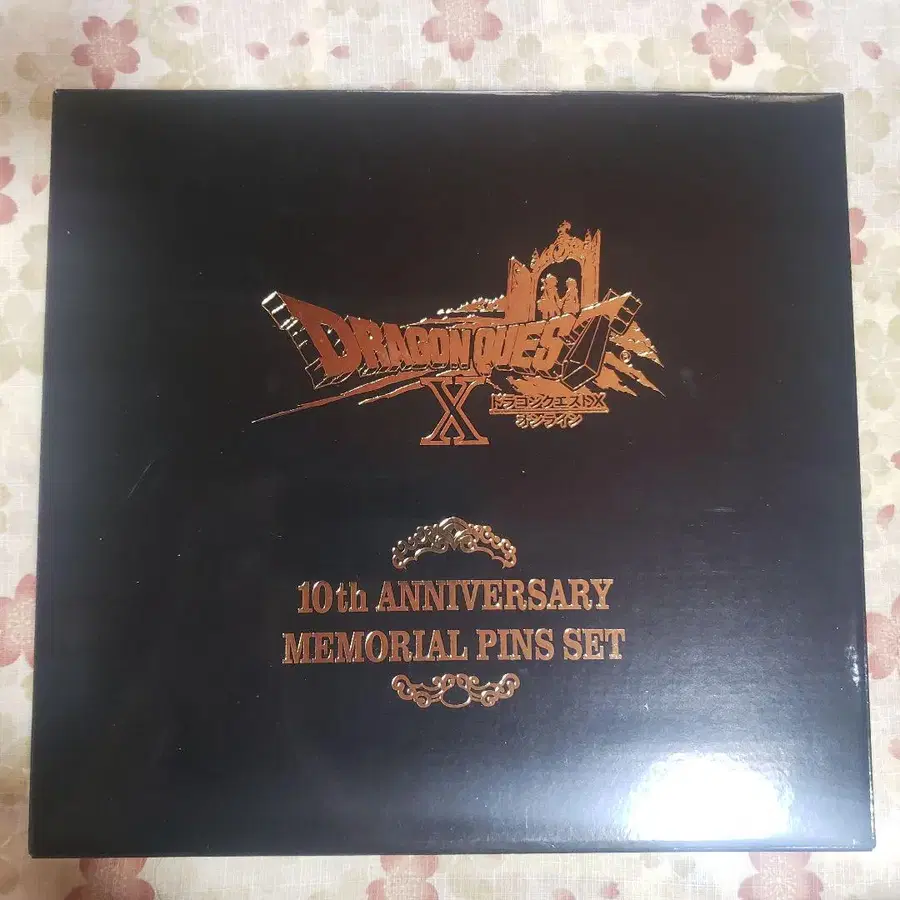 DRAGON QUEST®
X
ドラゴンクエストX
オンライン
10th ANNIVERSARY
MEMORIAL PINS SET